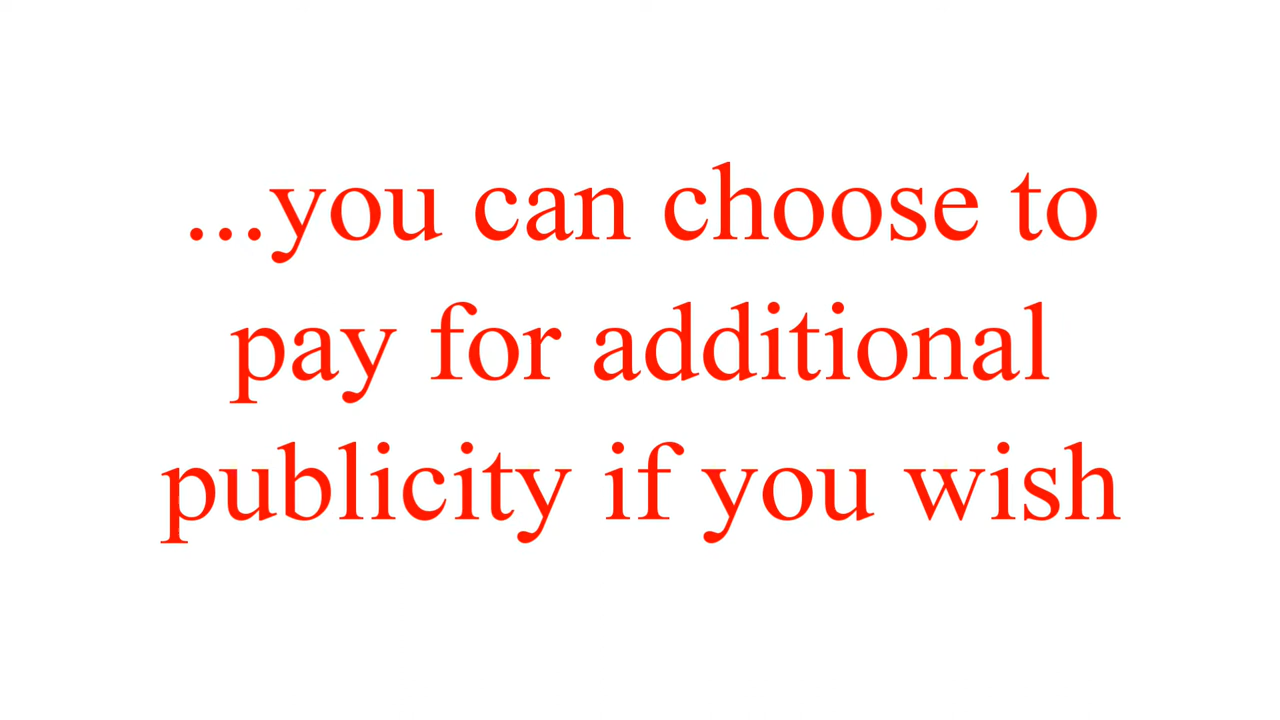 ...you can choose to
pay for additional
publicity if you wish